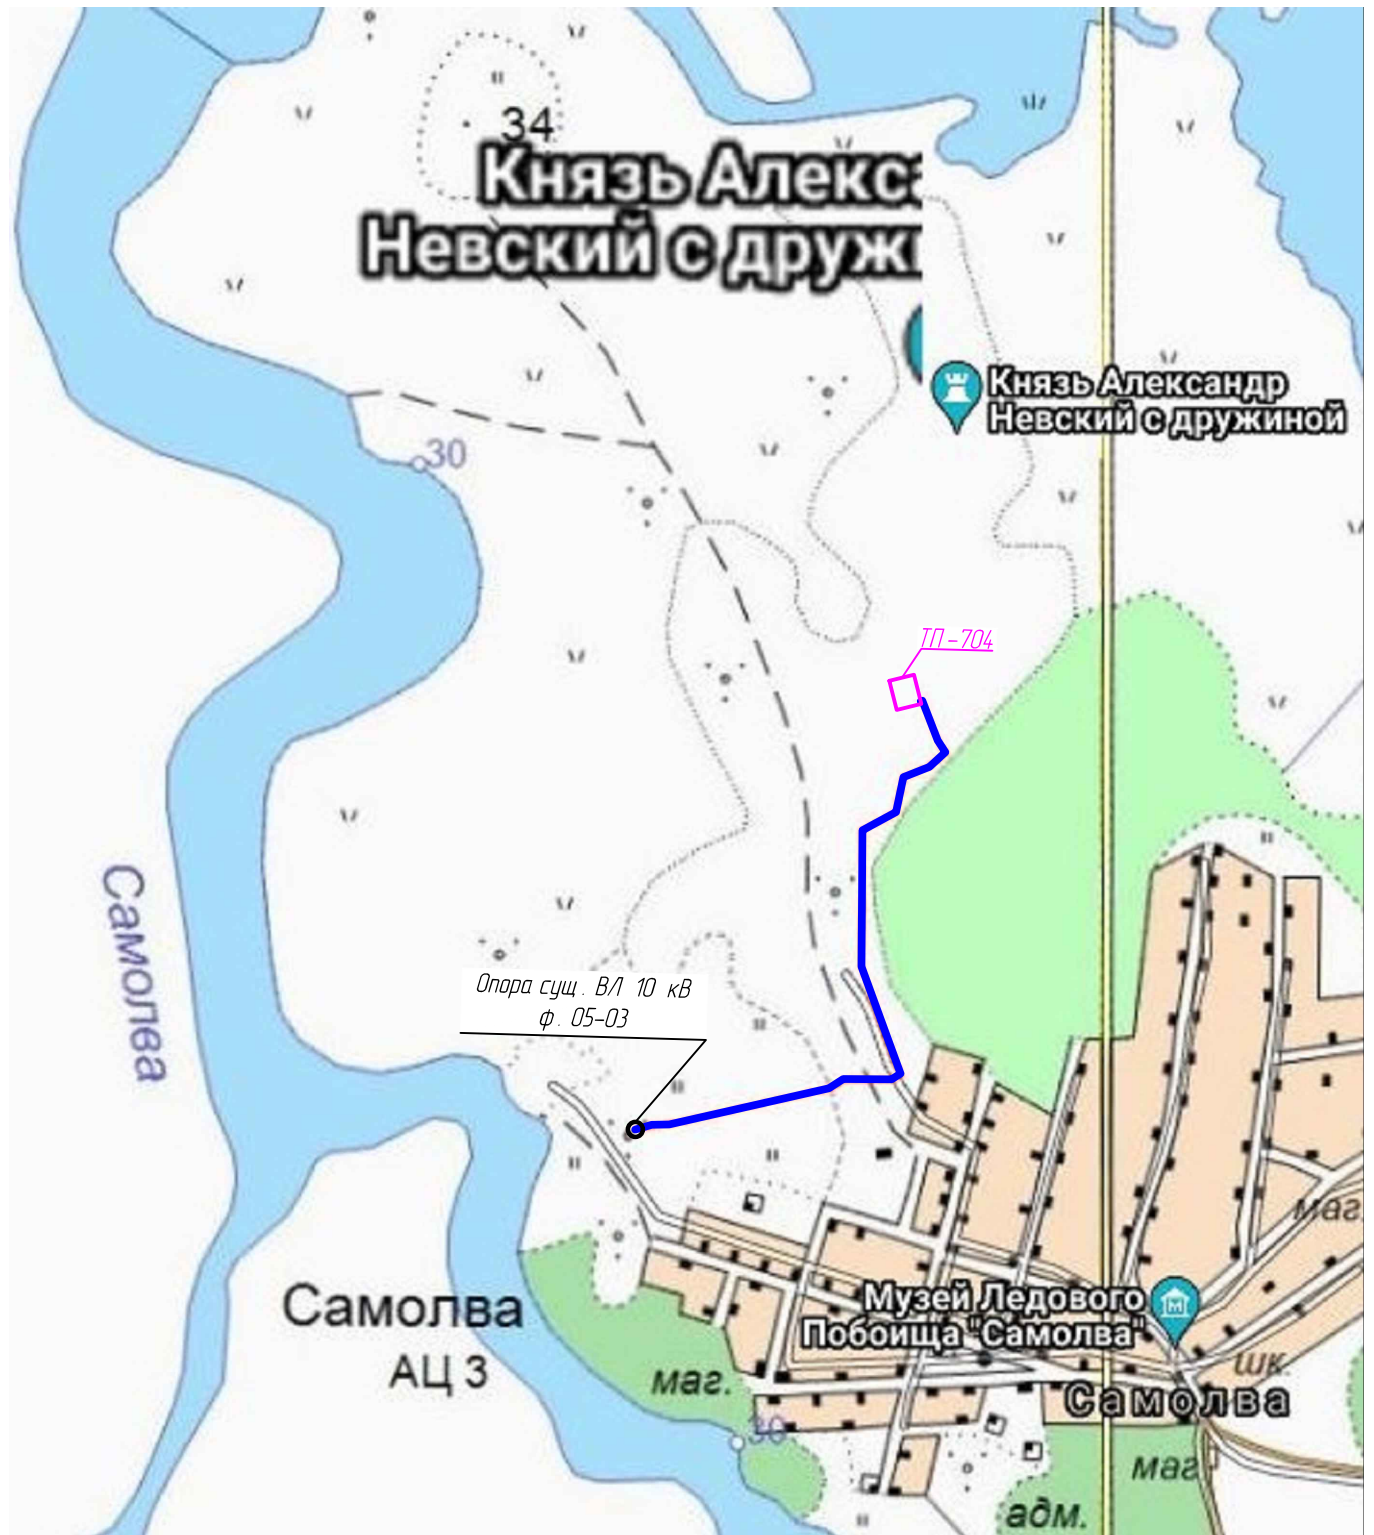 34
Князь Алекс
Невский с друж
Князь Александр
Невский с дружиной
30
ТП-704
Самолва
Опора сущ. ВЛ 10 кВ
ф. 05-03
маг.
Самолва
АЦ 3
Музей Ледового
Побоища "Самолва"
маг.
шк.
Самолва
30
маг
адм.